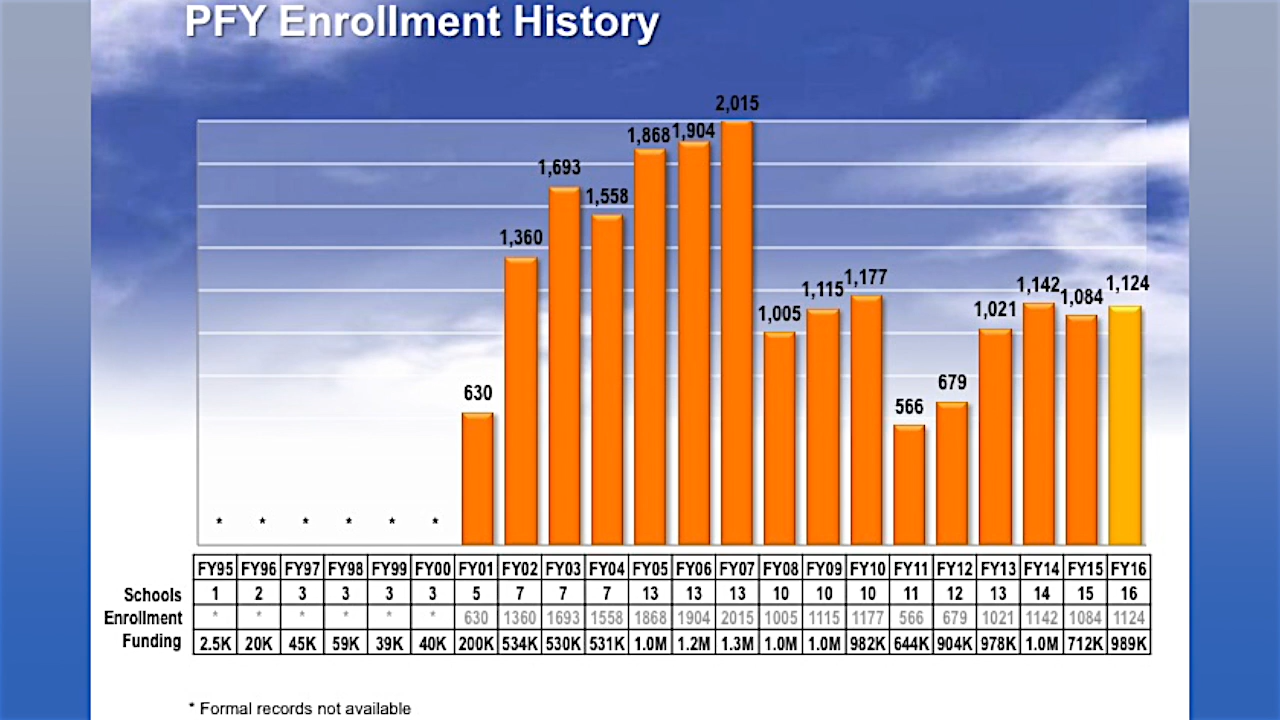 PFY Enrollment History
2,015
1,868 1,904
1,693
1,558
1,360
1,177
1,142
1,124
1,115
1,084
1,005
1,021
630
679
566
* * * * * *
FY95 FY96 FY97 FY98 FY99 FY00 FY01 FY02 FY03 FY04 FY05 FY06 FY07 FY08 FY09 FY10 FY11 FY12 FY13 FY14 FY15 FY16
Schools 1 2 3 3 3 3 5 7 7 7 13 13 13 10 10 10 11 12 13 14 15 16
Enrollment * * * * * * 630 1360 1693 1558 1868 1904 2015 1005 1115 1177 566 679 1021 1142 1084 1124
Funding 2.5K 20K 45K 59K 39K 40K 200K 534K 530K 531K 1.0M 1.2M 1.3M 1.0M 1.0M 982K 644K 904K 978K 1.0M 712K 989K
* Formal records not available